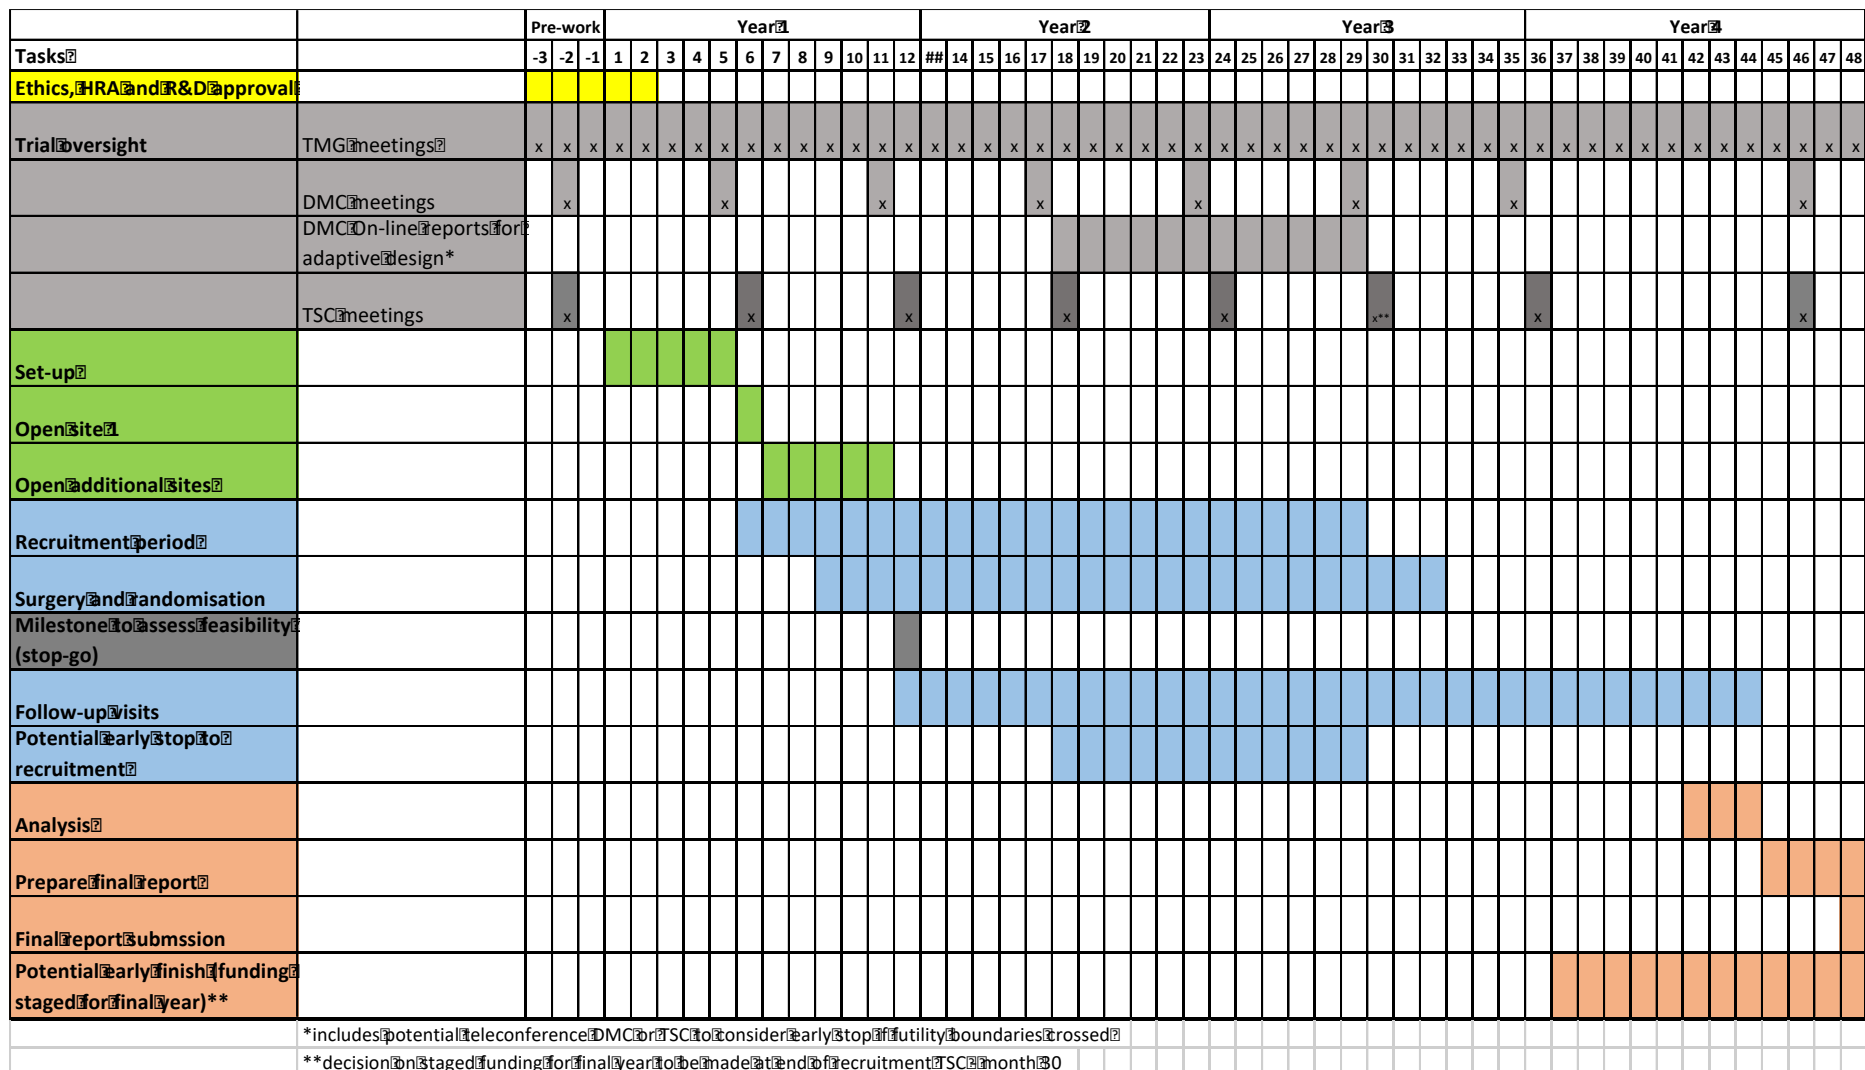 Pre-work Year 1 Year 2 Year 3 Year 4
Tasks -3 -2 -1 1 2 3 4 5 6 7 8 9 10 11 12 ## 14 15 16 17 18 19 20 21 22 23 24 25 26 27 28 29 30 31 32 33 34 35 36 37 38 39 40 41 42 43 44 45 46 47 48
Ethics, HRA and R&D approval
Trial oversight TMG meetings x x x x x x x x x x x x x x x x x x x x x x x x x x x x x x x x x x x x x x x x x x x x x x x x x x x
DMC meetings x x x x x x x x
DMC On-line reports for
adaptive design*
TSC meetings x x x x x x** x x
Set-up
Open site 1
Open additional sites
Recruitment period
Surgery and randomisation
Milestone to assess feasibility
(stop-go)
Follow-up visits
Potential early stop to
recruitment
Analysis
Prepare final report
Final report submssion
Potential early finish (funding
staged for final year)**
*includes potential teleconference DMC or TSC to consider early stop if futility boundaries crossed
**decision on staged funding for final year to be made at end of recruitment TSC - month 30